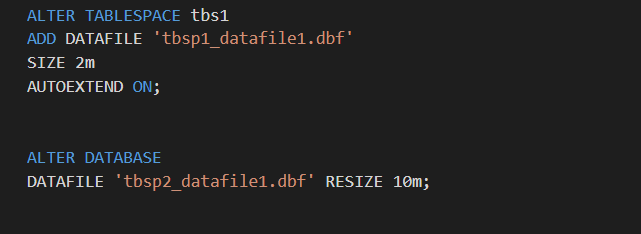 ALTER TABLESPACE tbs1
ADD DATAFILE 'tbsp1_datafile1.dbf'
SIZE 2m
AUTOEXTEND ON;
ALTER DATABASE
DATAFILE 'tbsp2_datafile1.dbf' RESIZE 10m;